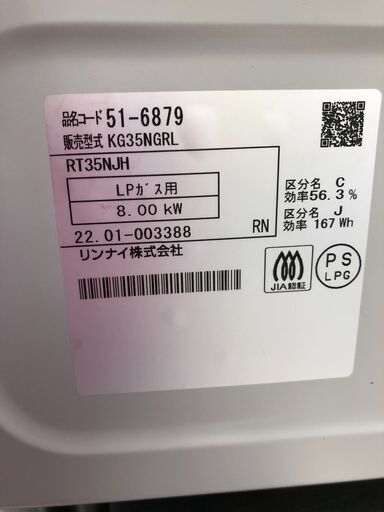 品名コード 51-6879
販売型式 KG35NGRL
RT35NJH
LPガス用
8.00 kW
区分名 C
効率56.3%
区分名 J
効率 167 Wh
22.01-003388 RN
リンナイ株式会社
JIA認証
PS
LPG